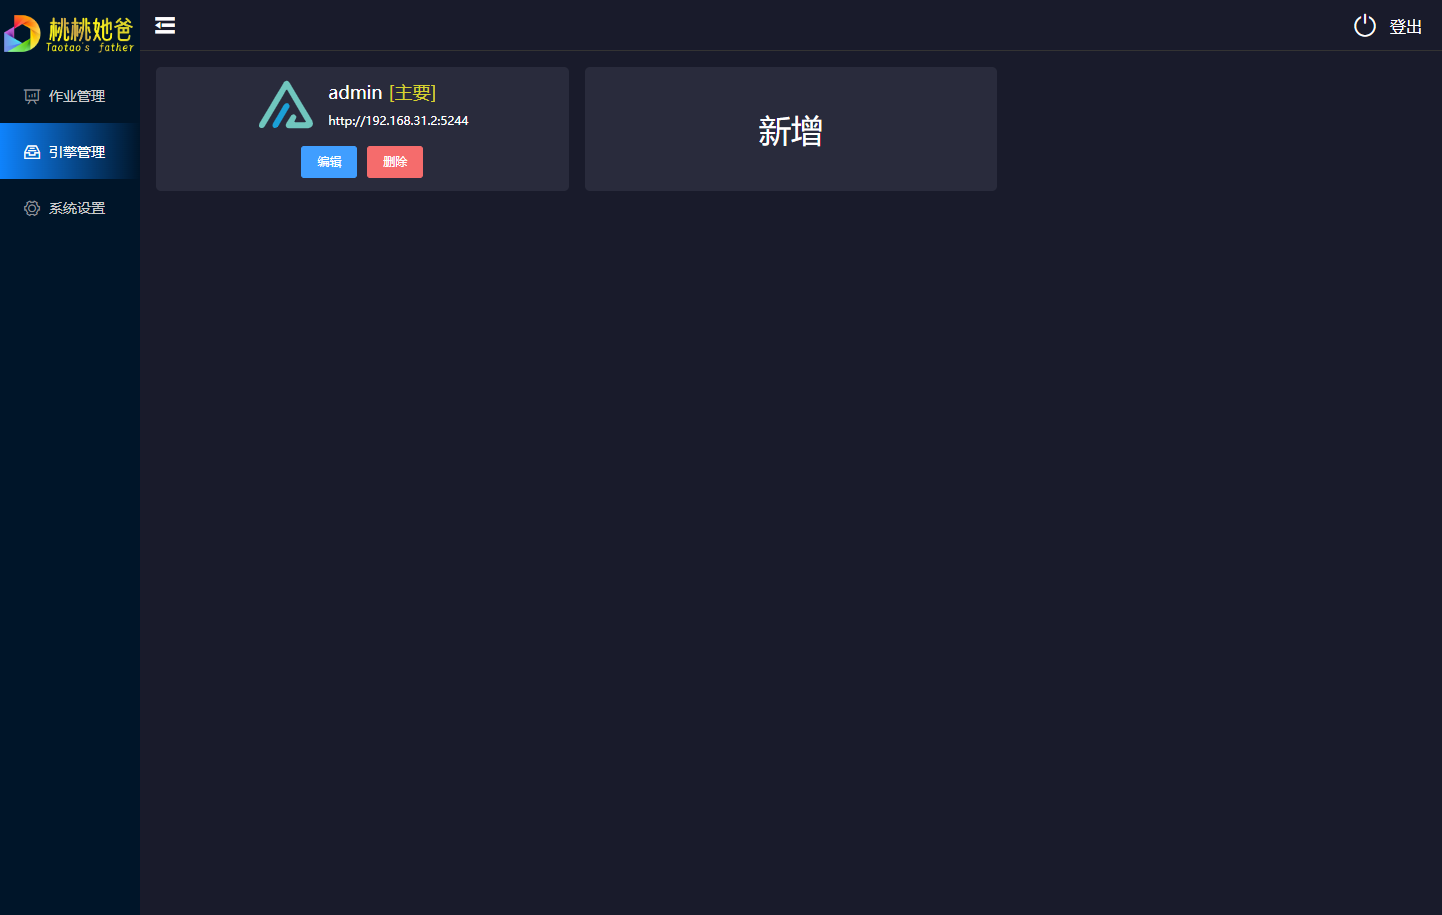 桃桃她爸
Taotao's father
作业管理
引擎管理
系统设置
登出
admin [主要]
http://192.168.31.2:5244
编辑
删除
新增